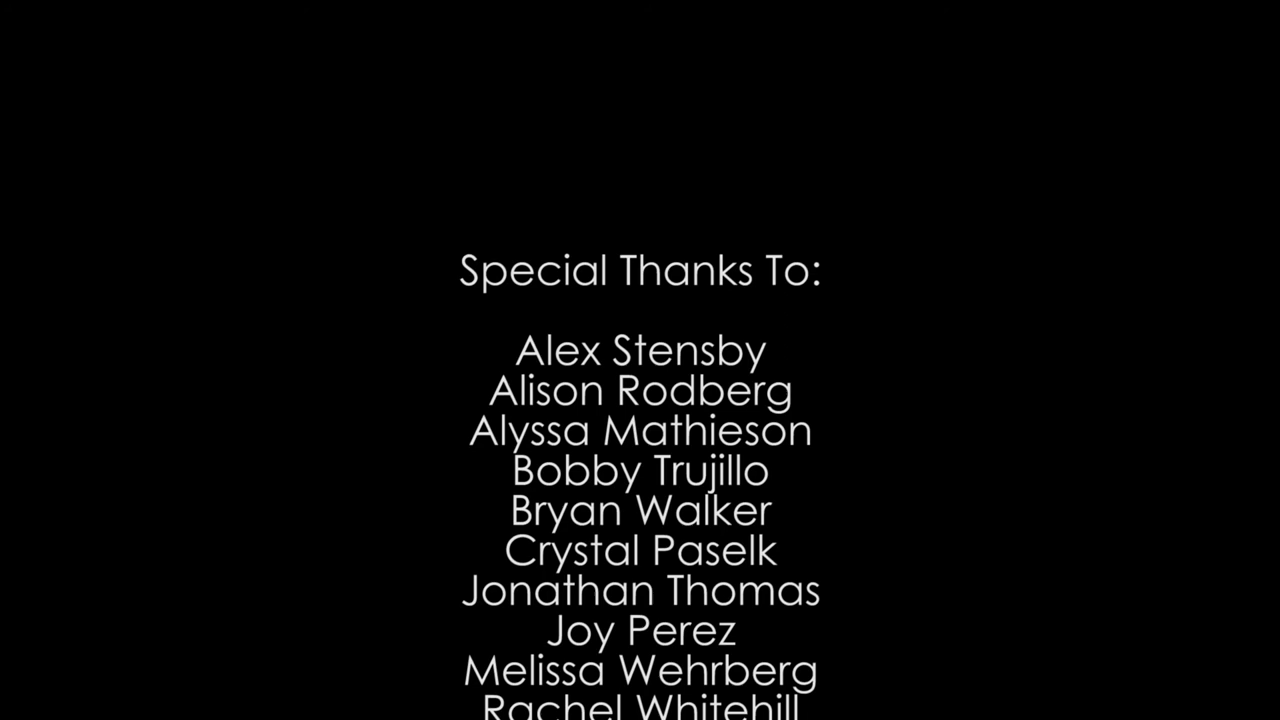 Special Thanks To:
Alex Stensby
Alison Rodberg
Alyssa Mathieson
Bobby Trujillo
Bryan Walker
Crystal Paselk
Jonathan Thomas
Joy Perez
Melissa Wehrberg
Rachel Whitehill